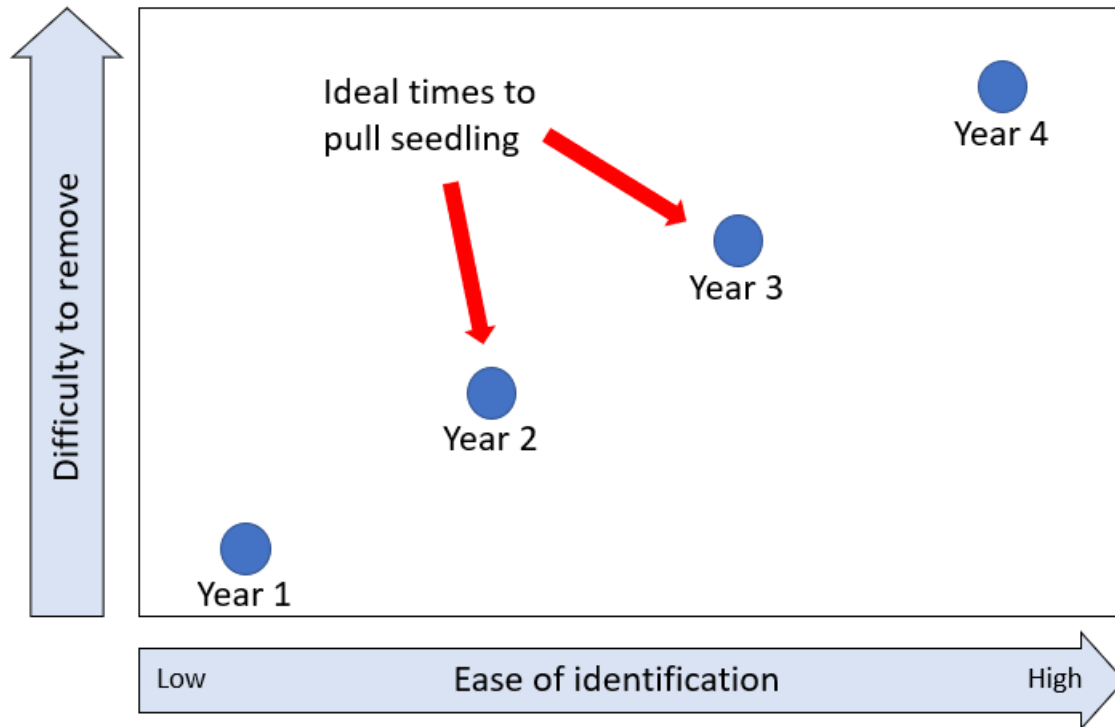 Difficulty to remove
Ideal times to
pull seedling
Year 4
Year 3
Year 2
Year 1
Low
Ease of identification
High